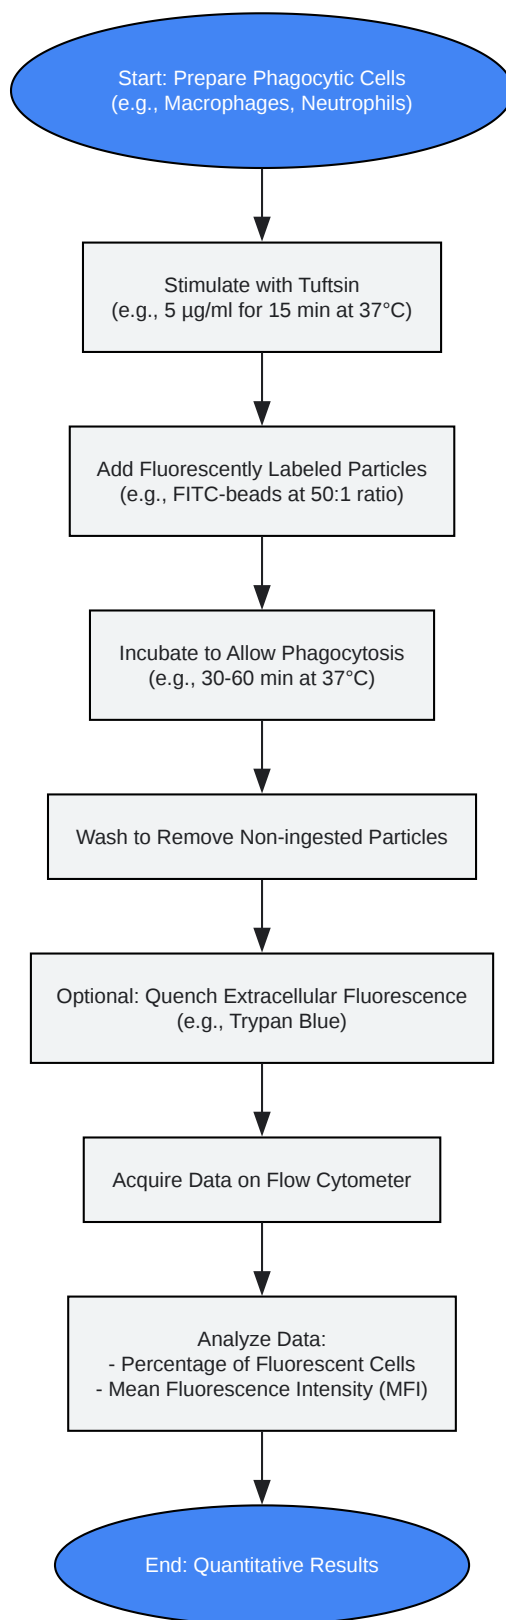 Start: Prepare Phagocytic Cells
(e.g., Macrophages, Neutrophils)
Stimulate with Tuftsin
(e.g., 5 µg/ml for 15 min at 37°C)
Add Fluorescently Labeled Particles
(e.g., FITC-beads at 50:1 ratio)
Incubate to Allow Phagocytosis
(e.g., 30-60 min at 37°C)
Wash to Remove Non-ingested Particles
Optional: Quench Extracellular Fluorescence
(e.g., Trypan Blue)
Acquire Data on Flow Cytometer
Analyze Data:
- Percentage of Fluorescent Cells
- Mean Fluorescence Intensity (MFI)
End: Quantitative Results